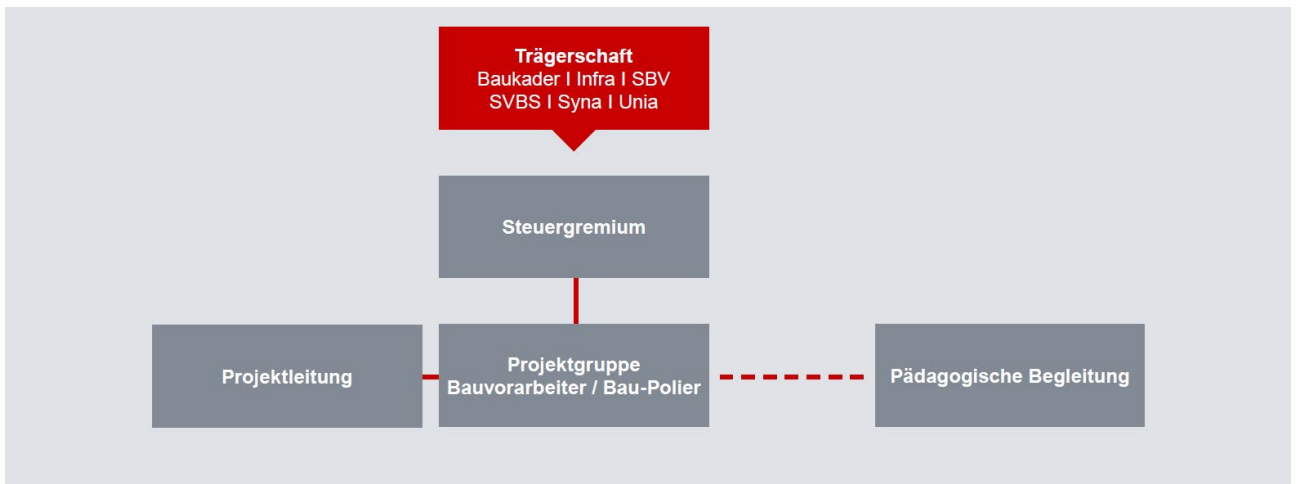 Trägerschaft
Baukader I Infra I SBV
SVBS I Syna I Unia
Steuergremium
Projektleitung
Projektgruppe
Bauvorarbeiter / Bau-Polier
Pädagogische Begleitung